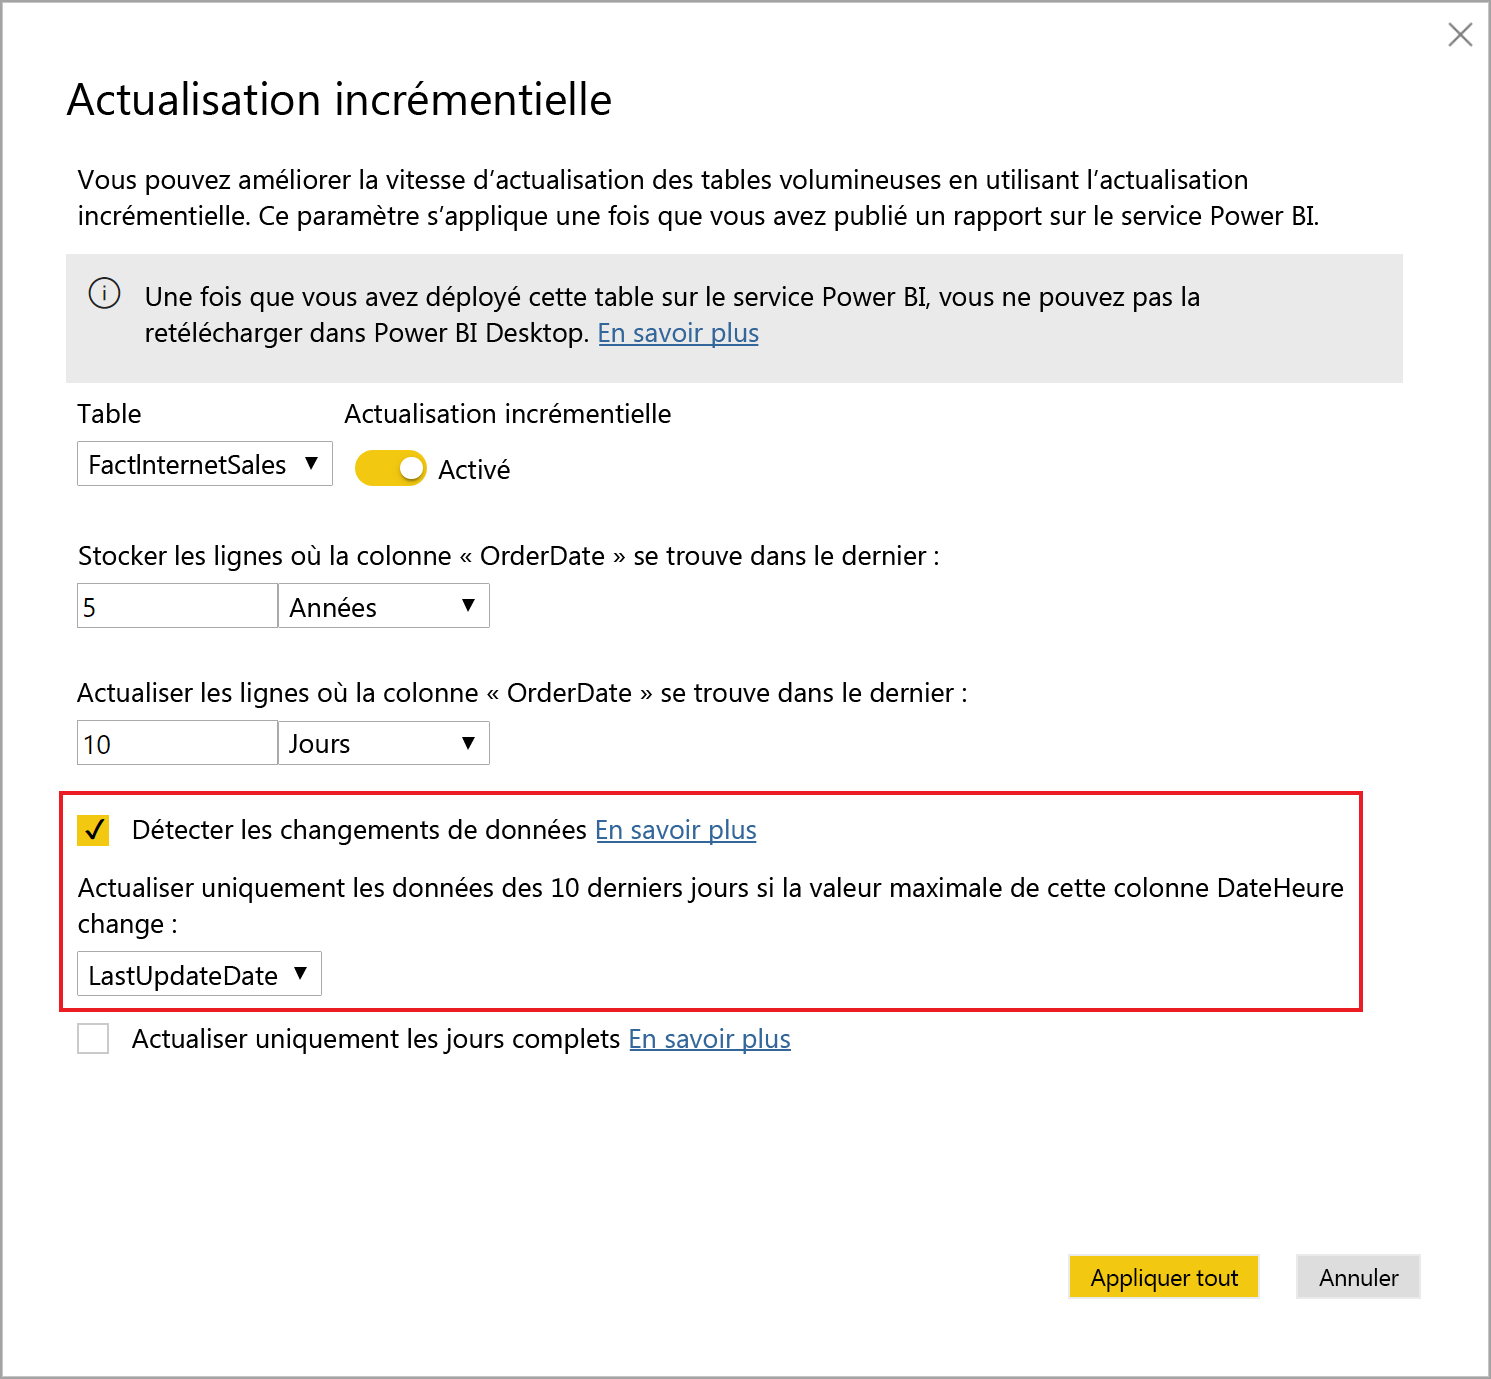 Actualisation incrémentielle
Vous pouvez améliorer la vitesse d’actualisation des tables volumineuses en utilisant l’actualisation
incrémentielle. Ce paramètre s’applique une fois que vous avez publié un rapport sur le service Power BI.
Une fois que vous avez déployé cette table sur le service Power BI, vous ne pouvez pas la
retélécharger dans Power BI Desktop. En savoir plus
Table Actualisation incrémentielle
FactInternetSales Activé
Stocker les lignes où la colonne « OrderDate » se trouve dans le dernier :
5 Années
Actualiser les lignes où la colonne « OrderDate » se trouve dans le dernier :
10 Jours
Détecter les changements de données En savoir plus
Actualiser uniquement les données des 10 derniers jours si la valeur maximale de cette colonne DateHeure
change :
LastUpdateDate
Actualiser uniquement les jours complets En savoir plus
Appliquer tout Annuler